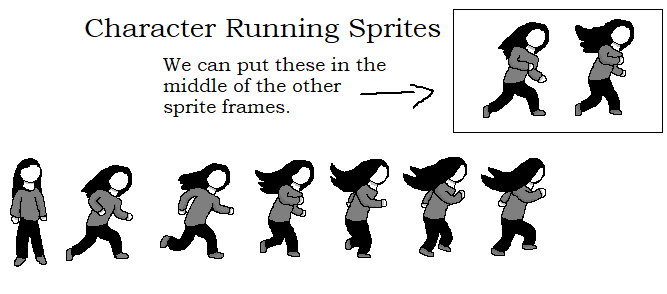 Character Running Sprites
We can put these in the
middle of the other
sprite frames.